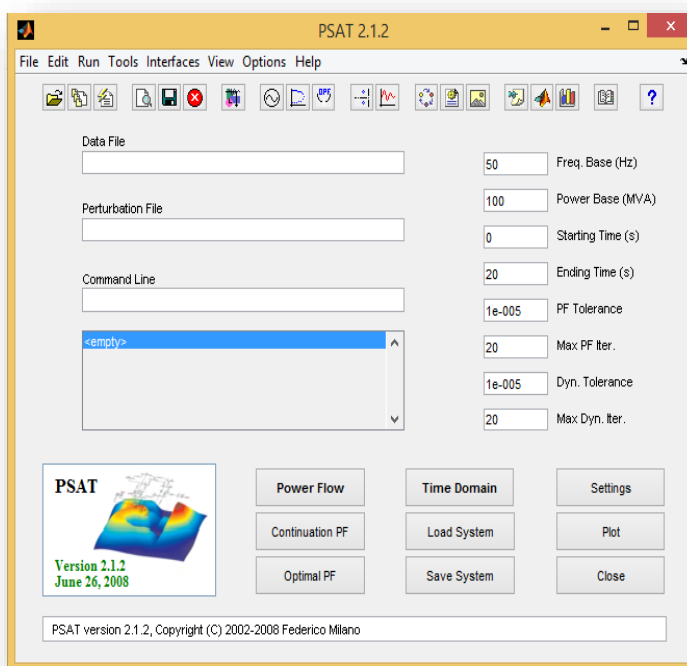 PSAT 2.1.2
File Edit Run Tools Interfaces View Options Help
OPF
?
Data File
50 Freq. Base (Hz)
100 Power Base (MVA)
Perturbation File
0 Starting Time (s)
20 Ending Time (s)
Command Line
1e-005 PF Tolerance
<empty>
20 Max PF Iter.
1e-005 Dyn. Tolerance
20 Max Dyn. Iter.
PSAT
Version 2.1.2
June 26, 2008
Power Flow Time Domain Settings
Continuation PF Load System Plot
Optimal PF Save System Close
PSAT version 2.1.2, Copyright (C) 2002-2008 Federico Milano